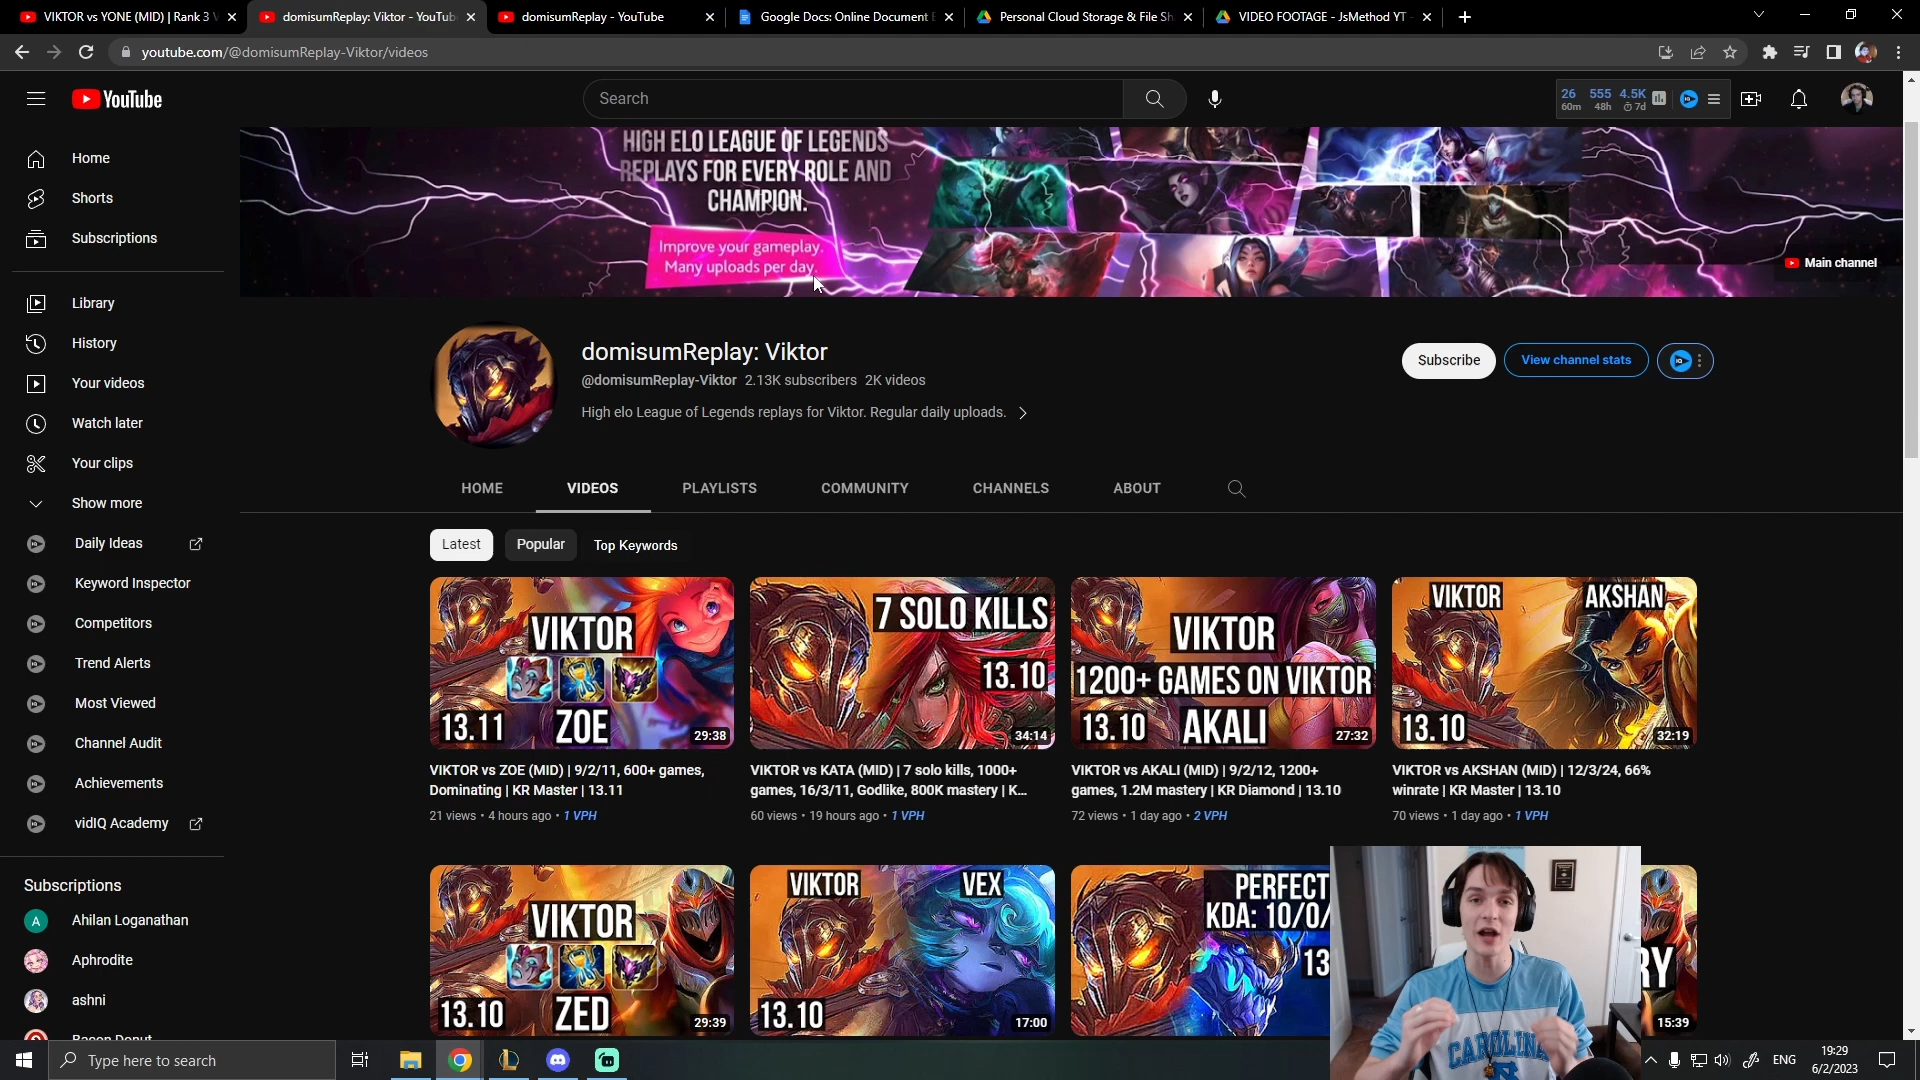 VIKTOR vs YONE (MID) | Rank 3 V
domisumReplay: Viktor - YouTub
domisumReplay - YouTube
Google Docs: Online Document E
Personal Cloud Storage & File Sh
VIDEO FOOTAGE - JsMethod YT -
youtube.com/@domisumReplay-Viktor/videos
YouTube
Search
26 555 4.5K
60m 48h 7d
Home
Shorts
Subscriptions
Library
History
Your videos
Watch later
Your clips
Show more
Daily Ideas
Keyword Inspector
Competitors
Trend Alerts
Most Viewed
Channel Audit
Achievements
vidIQ Academy
Subscriptions
A Ahilan Loganathan
Aphrodite
ashni
Bacon Donut
HIGH ELO LEAGUE OF LEGENDS
REPLAYS FOR EVERY ROLE AND
CHAMPION.
Improve your gameplay.
Many uploads per day.
Main channel
domisumReplay: Viktor
@domisumReplay-Viktor 2.13K subscribers 2K videos
High elo League of Legends replays for Viktor. Regular daily uploads.
Subscribe
View channel stats
HOME VIDEOS PLAYLISTS COMMUNITY CHANNELS ABOUT
Latest Popular Top Keywords
VIKTOR
13.11 ZOE
29:38
VIKTOR vs ZOE (MID) | 9/2/11, 600+ games,
Dominating | KR Master | 13.11
21 views • 4 hours ago • 1 VPH
7 SOLO KILLS
13.10
34:14
VIKTOR vs KATA (MID) | 7 solo kills, 1000+
games, 16/3/11, Godlike, 800K mastery | K...
60 views • 19 hours ago • 1 VPH
VIKTOR
1200+ GAMES ON VIKTOR
13.10 AKALI
27:32
VIKTOR vs AKALI (MID) | 9/2/12, 1200+
games, 1.2M mastery | KR Diamond | 13.10
72 views • 1 day ago • 2 VPH
VIKTOR AKSHAN
13.10
32:19
VIKTOR vs AKSHAN (MID) | 12/3/24, 66%
winrate | KR Master | 13.10
70 views • 1 day ago • 1 VPH
VIKTOR
13.10 ZED
29:39
VIKTOR VEX
13.10
17:00
PERFECT
KDA: 10/0/
13
RY
15:39
CAROLINA
Type here to search
ENG
19:29
6/2/2023